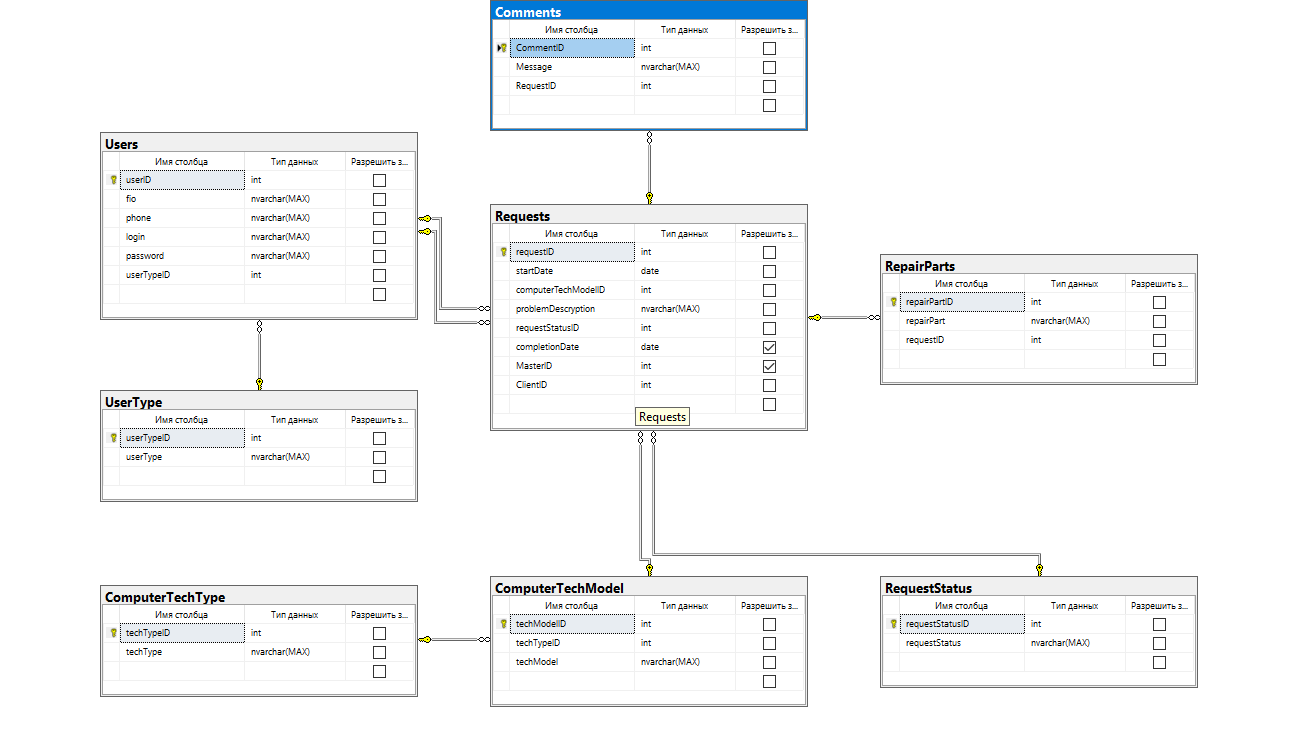 Comments
Имя столбца Тип данных Разрешить з...
CommentID int
Message nvarchar(MAX)
RequestID int
Users
Имя столбца Тип данных Разрешить з...
userID int
fio nvarchar(MAX)
phone nvarchar(MAX)
login nvarchar(MAX)
password nvarchar(MAX)
userTypeID int
Requests
Имя столбца Тип данных Разрешить з...
requestID int
startDate date
computerTechModelID int
problemDescryption nvarchar(MAX)
requestStatusID int
completionDate date
MasterID int
ClientID int
Requests
RepairParts
Имя столбца Тип данных Разрешить з...
repairPartID int
repairPart nvarchar(MAX)
requestID int
UserType
Имя столбца Тип данных Разрешить з...
userTypeID int
userType nvarchar(MAX)
ComputerTechType
Имя столбца Тип данных Разрешить з...
techTypeID int
techType nvarchar(MAX)
ComputerTechModel
Имя столбца Тип данных Разрешить з...
techModelID int
techTypeID int
techModel nvarchar(MAX)
RequestStatus
Имя столбца Тип данных Разрешить з...
requestStatusID int
requestStatus nvarchar(MAX)